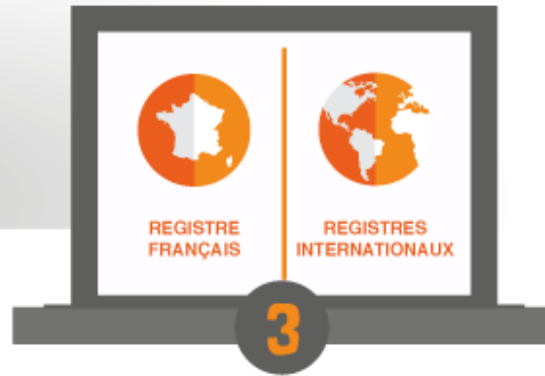 REGISTRE
FRANÇAIS
REGISTRES
INTERNATIONAUX
3